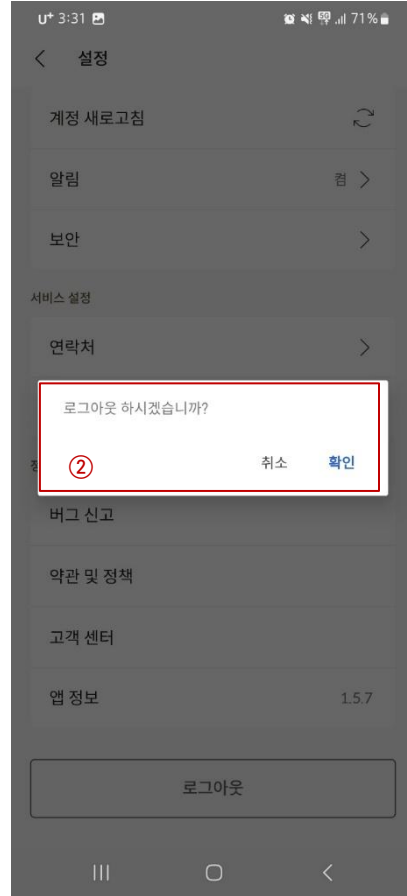 U⁺ 3:31 71%
설정
계정 새로고침
알림 켬
보안
서비스 설정
연락처
로그아웃 하시겠습니까?
② 취소 확인
버그 신고
약관 및 정책
고객 센터
앱 정보 1.5.7
로그아웃